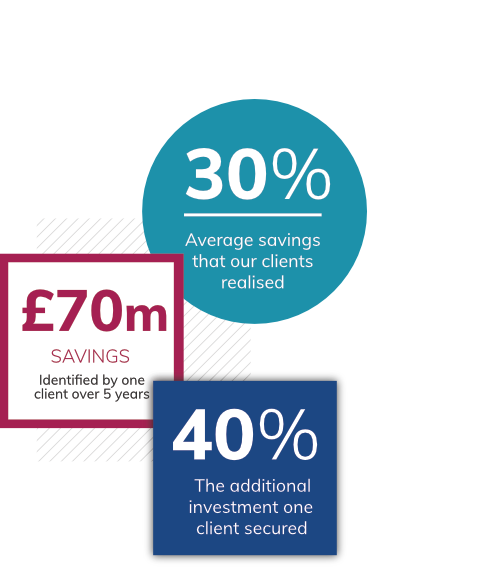 30%
Average savings
that our clients
realised
£70m
SAVINGS
Identified by one
client over 5 years
40%
The additional
investment one
client secured